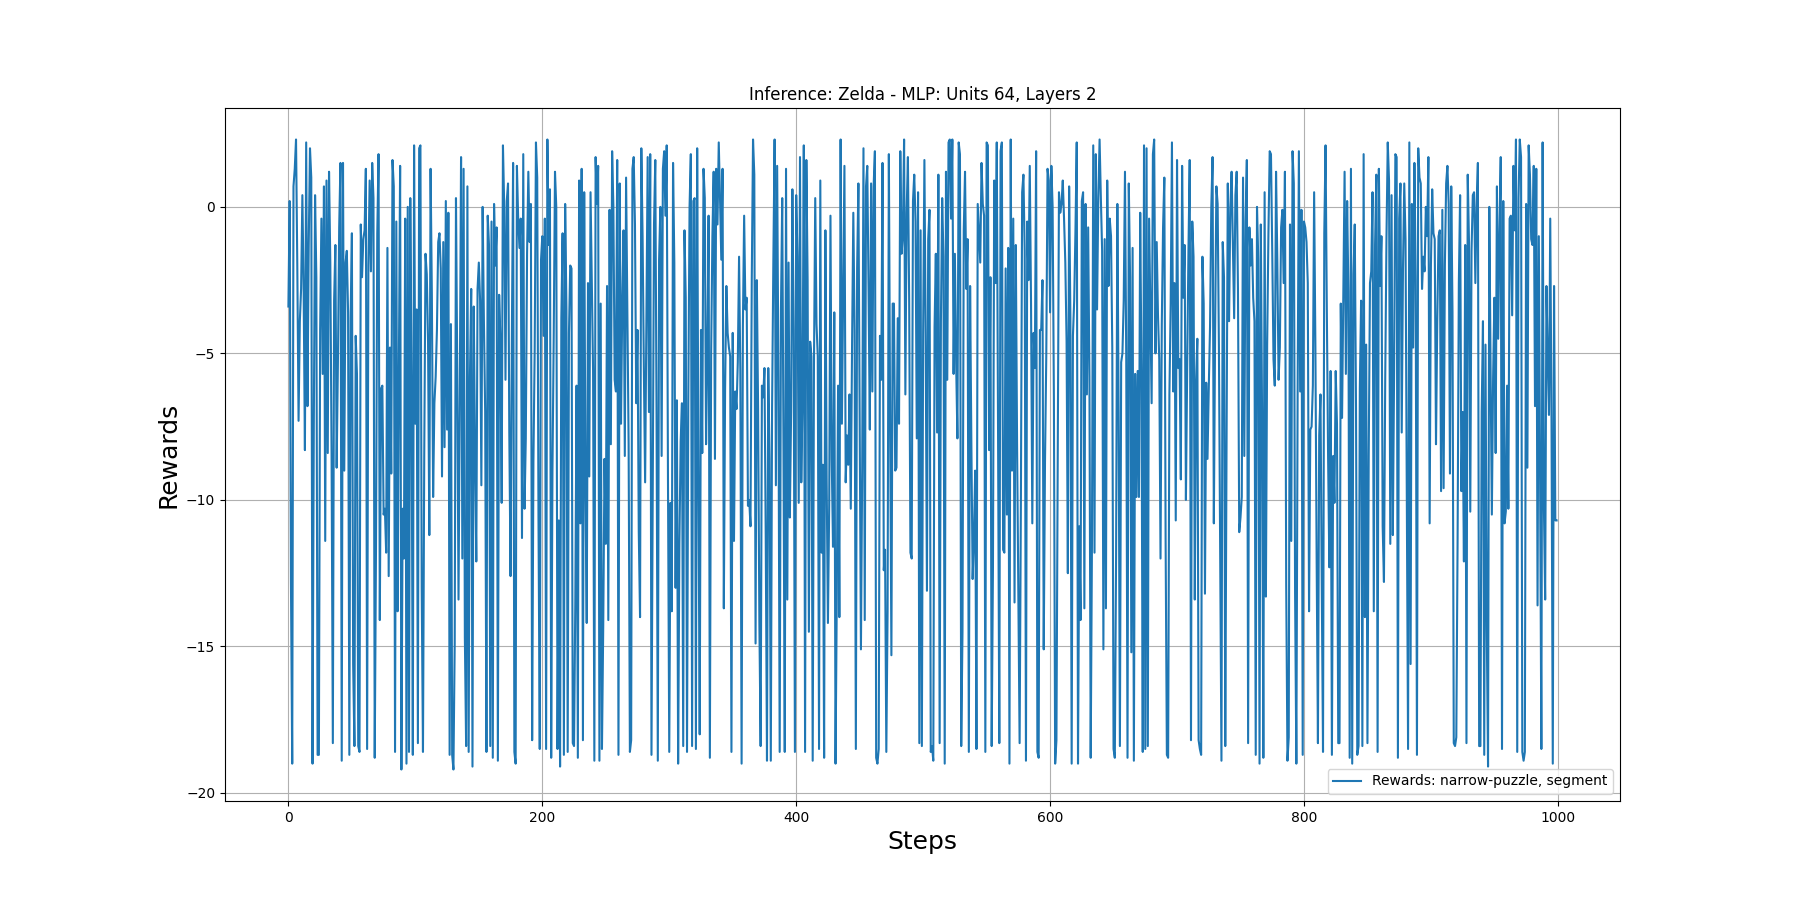 Inference: Zelda - MLP: Units 64, Layers 2
Rewards
0
−5
−10
−15
−20
Rewards: narrow-puzzle, segment
0 200 400 600 800 1000
Steps